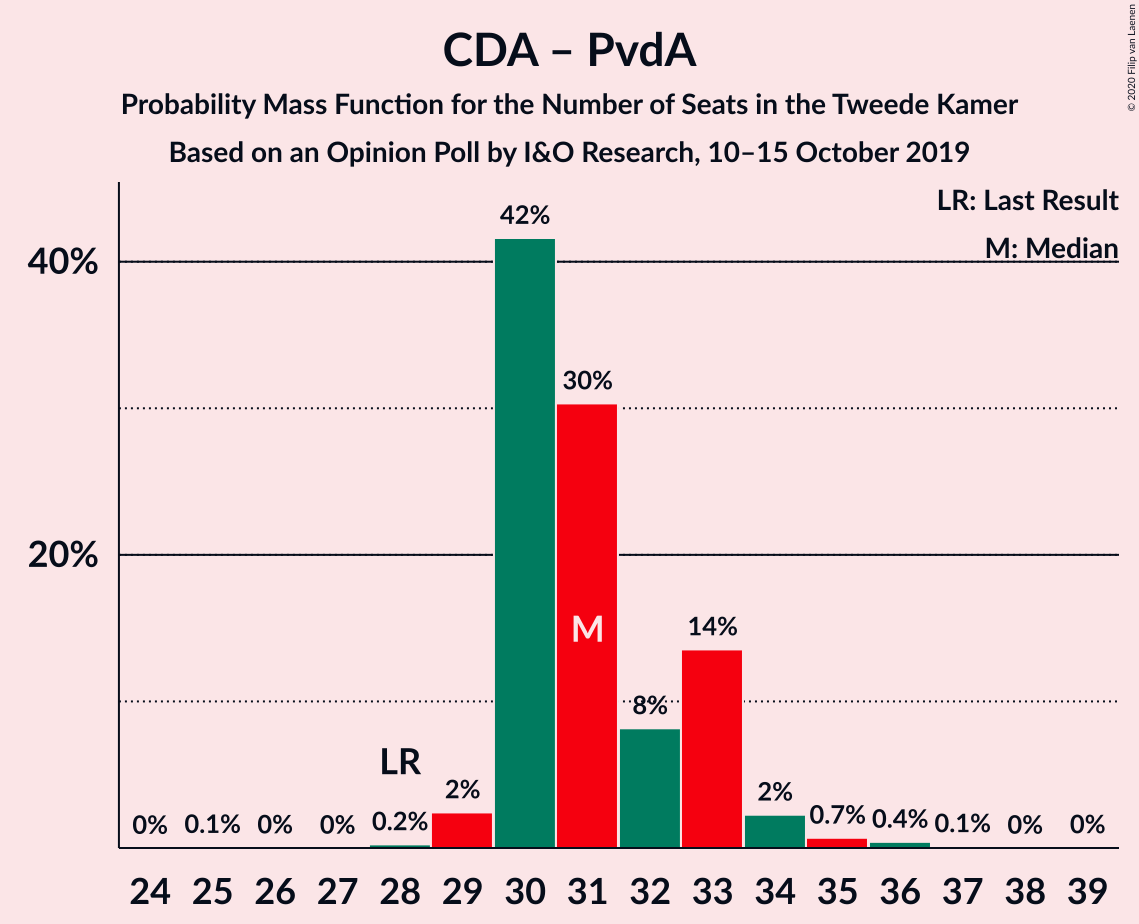 CDA – PvdA
Probability Mass Function for the Number of Seats in the Tweede Kamer
Based on an Opinion Poll by I&O Research, 10–15 October 2019
© 2020 Filip van Laenen
LR: Last Result
M: Median
40%
20%
42%
30%
M
14%
8%
LR
0%
0.1%
0%
0%
0.2%
2%
2%
0.7%
0.4%
0.1%
0%
0%
24 25 26 27 28 29 30 31 32 33 34 35 36 37 38 39